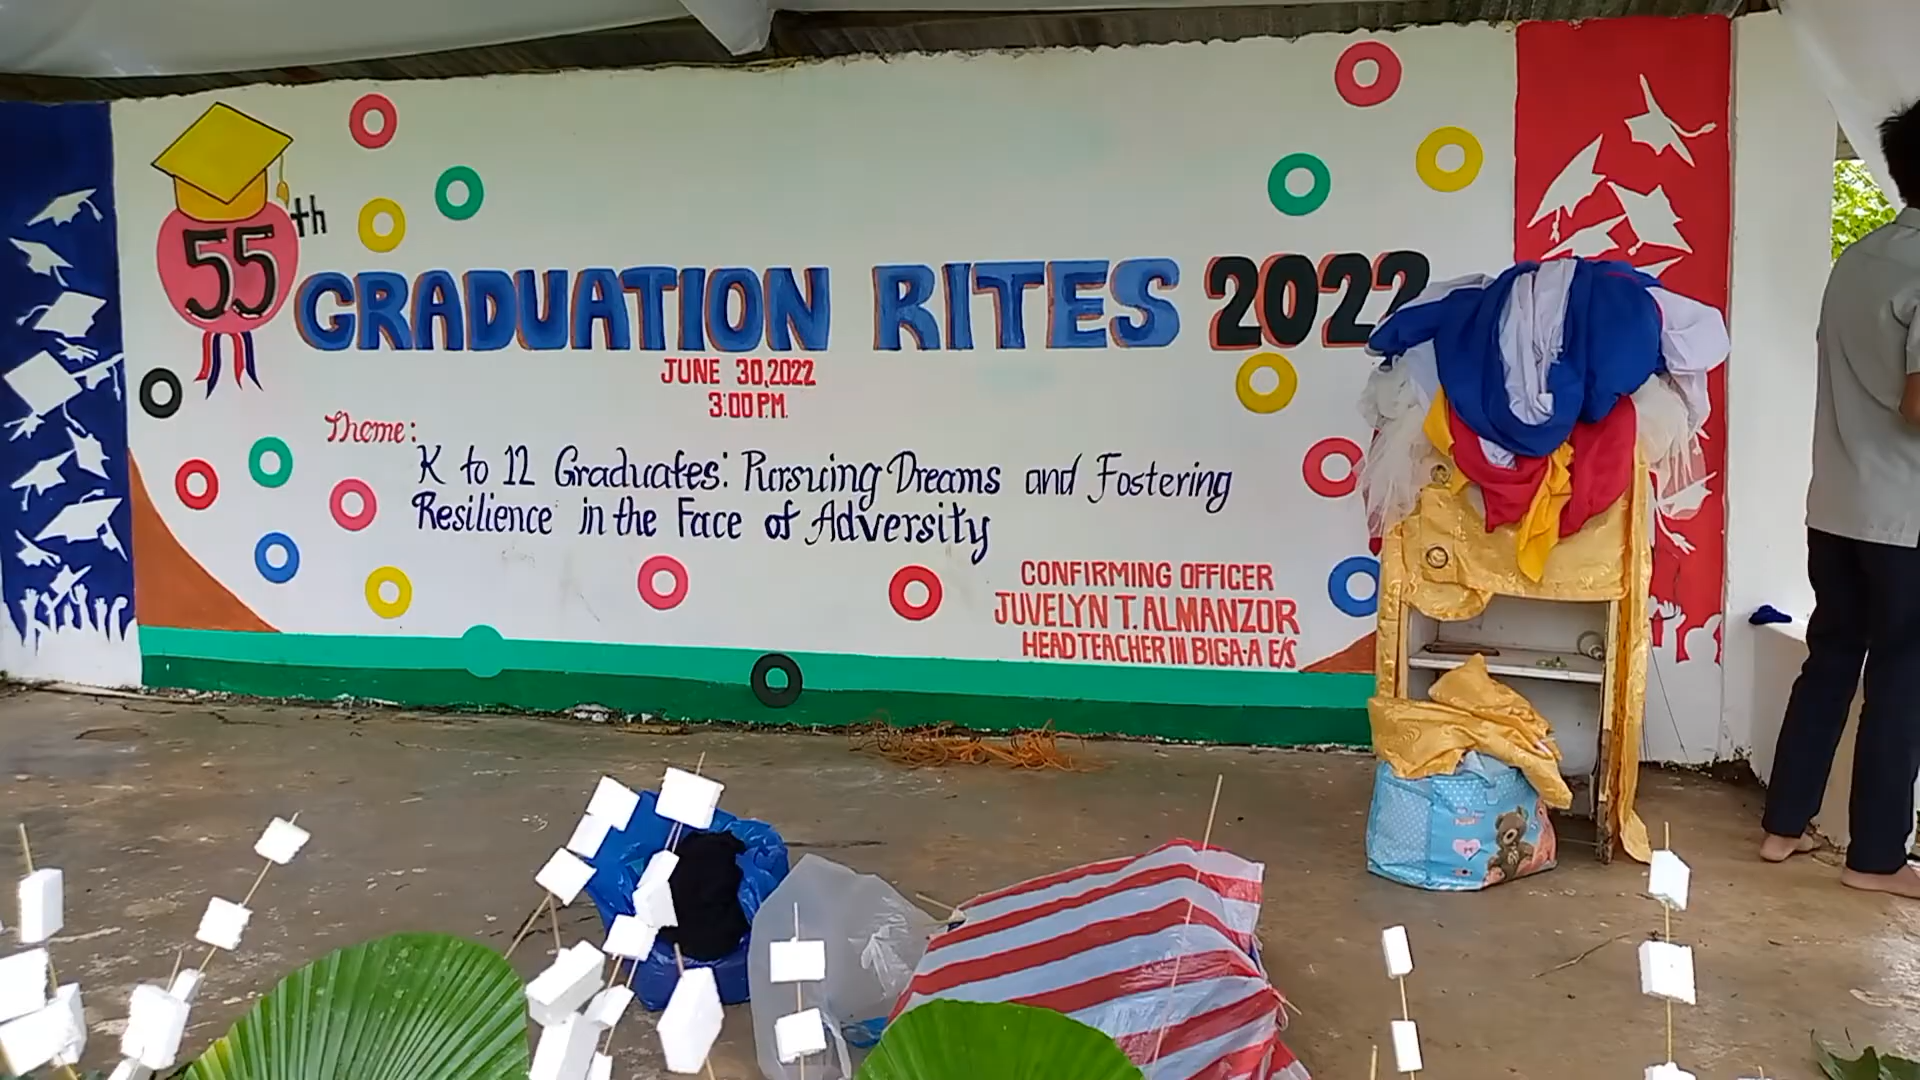 55th
GRADUATION RITES 2022
JUNE 30,2022
3:00 P.M.
Theme:
K to 12 Graduates: Pursuing Dreams and Fostering
Resilience in the Face of Adversity
CONFIRMING OFFICER
JUVELYN T. ALMANZOR
HEAD TEACHER III BIGA-A E/S